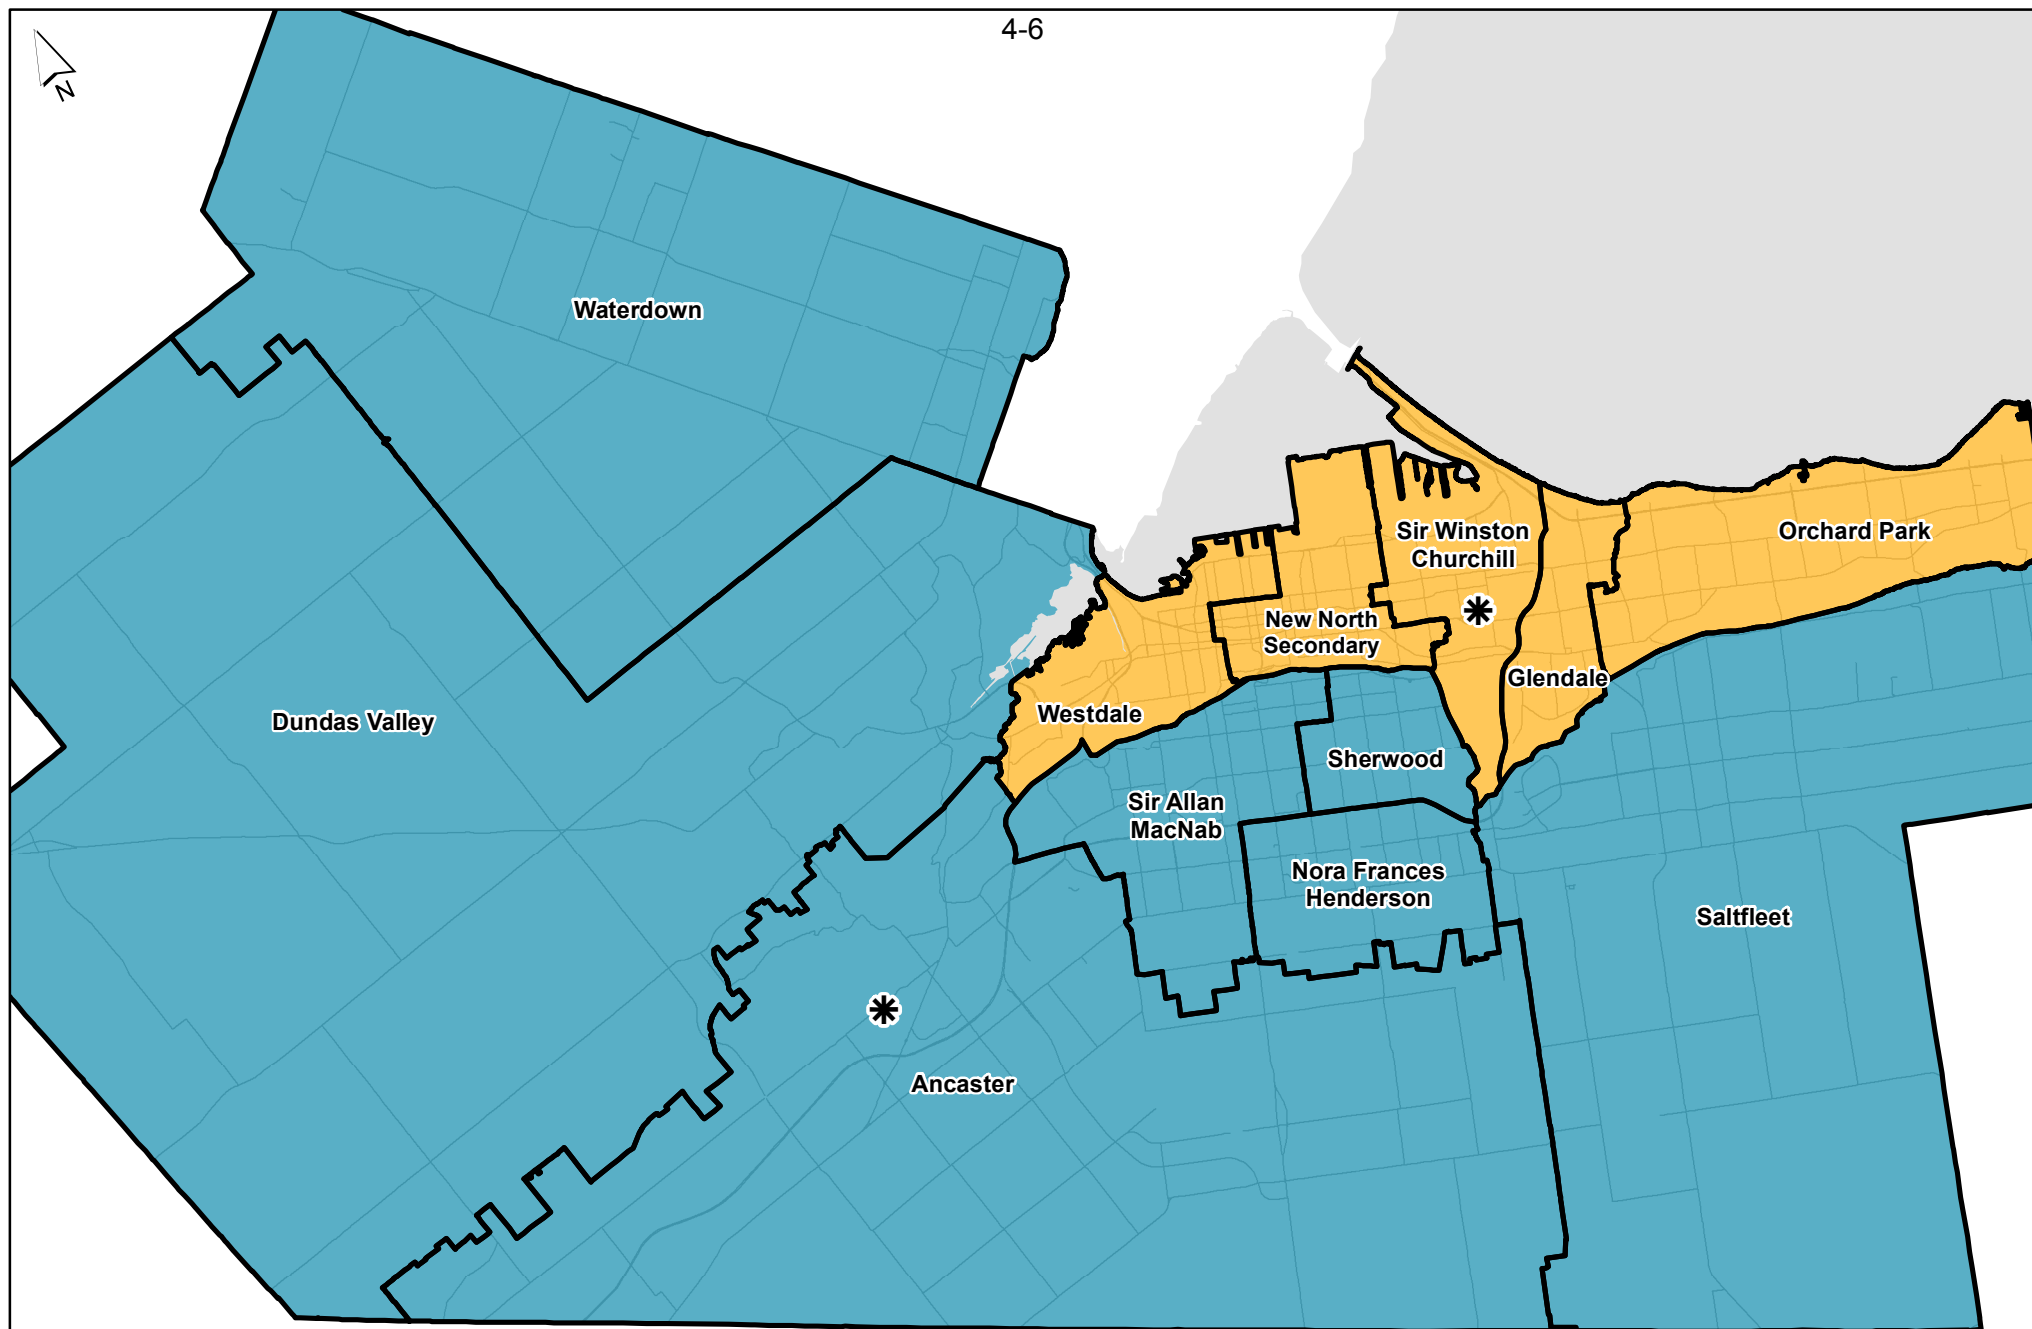 4-6
N
Waterdown
Sir Winston
Churchill
Orchard Park
New North
Secondary
Glendale
Westdale
Dundas Valley
Sherwood
Sir Allan
MacNab
Nora Frances
Henderson
Saltfleet
Ancaster